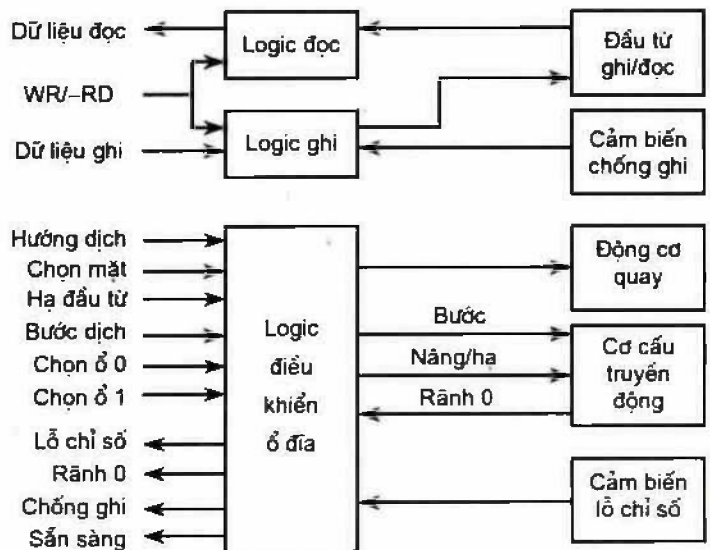 Dữ liệu đọc
WR/–RD
Dữ liệu ghi
Logic đọc
Logic ghi
Đầu từ
ghi/đọc
Cảm biến
chống ghi
Hướng dịch
Chọn mặt
Hạ đầu từ
Bước dịch
Chọn ổ 0
Chọn ổ 1
Lỗ chỉ số
Rãnh 0
Chống ghi
Sẵn sàng
Logic
điều
khiển
ổ đĩa
Bước
Nâng/hạ
Rãnh 0
Động cơ
quay
Cơ cấu
truyền
động
Cảm biến
lỗ chỉ số